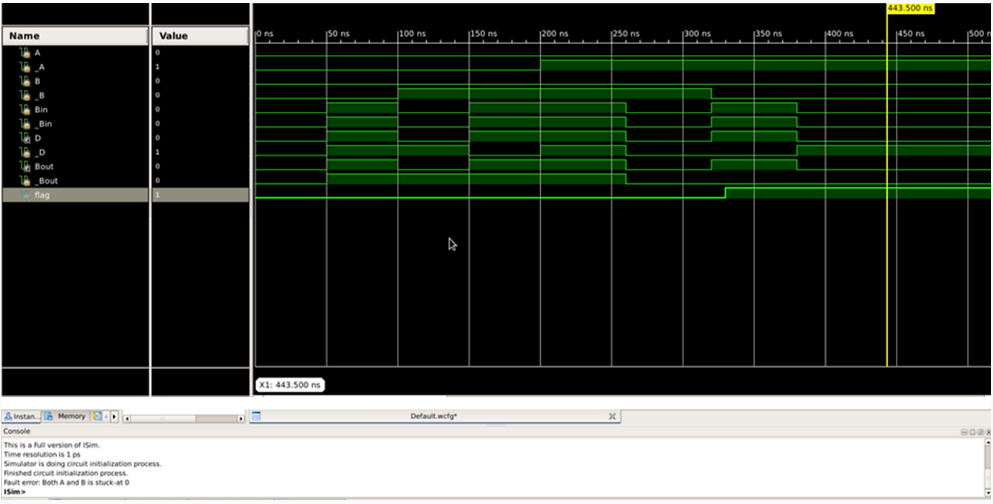 443.500 ns
Name Value
0 ns 50 ns 100 ns 150 ns 200 ns 250 ns 300 ns 350 ns 400 ns 450 ns 500 n
A 0
_A 1
B 0
_B 0
Bin 0
_Bin 0
D 0
_D 1
Bout 0
_Bout 0
flag 1
X1: 443.500 ns
Instan... Memory Default.wcfg*
Console
This is a Full version of ISim.
Time resolution is 1 ps
Simulator is doing circuit initialization process.
Finished circuit initialization process.
Fault error: Both A and B is stuck-at 0
ISim>